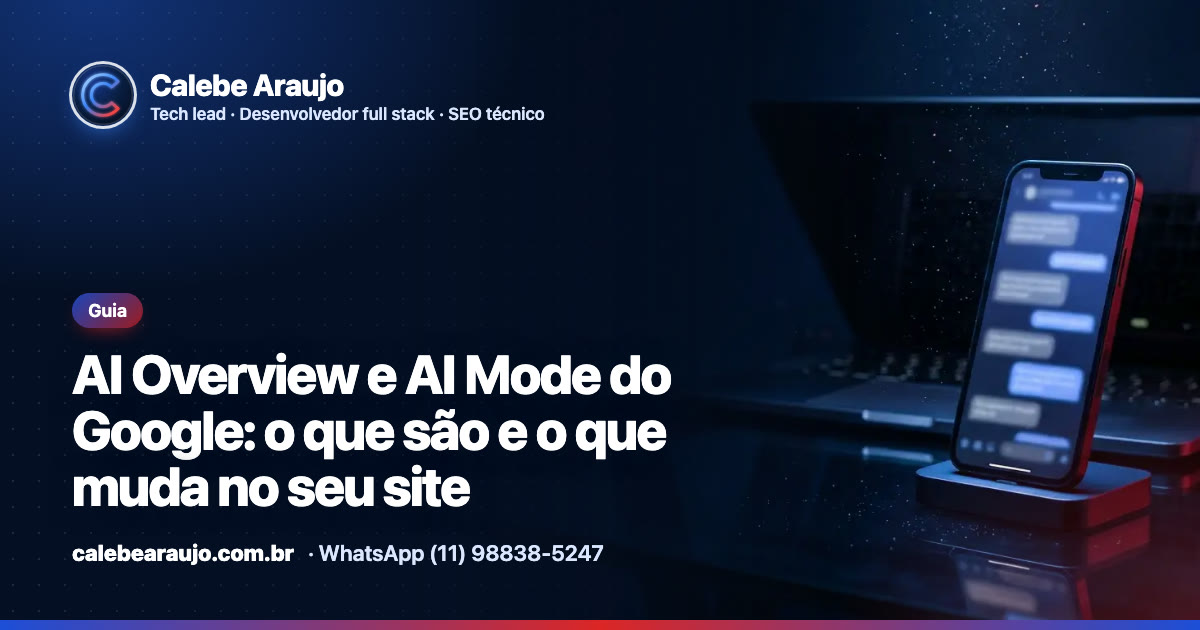 Calebe Araujo
Tech lead · Desenvolvedor full stack · SEO técnico
Guia
AI Overview e AI Mode do
Google: o que são e o que
muda no seu site
calebearaujo.com.br · WhatsApp (11) 98838-5247